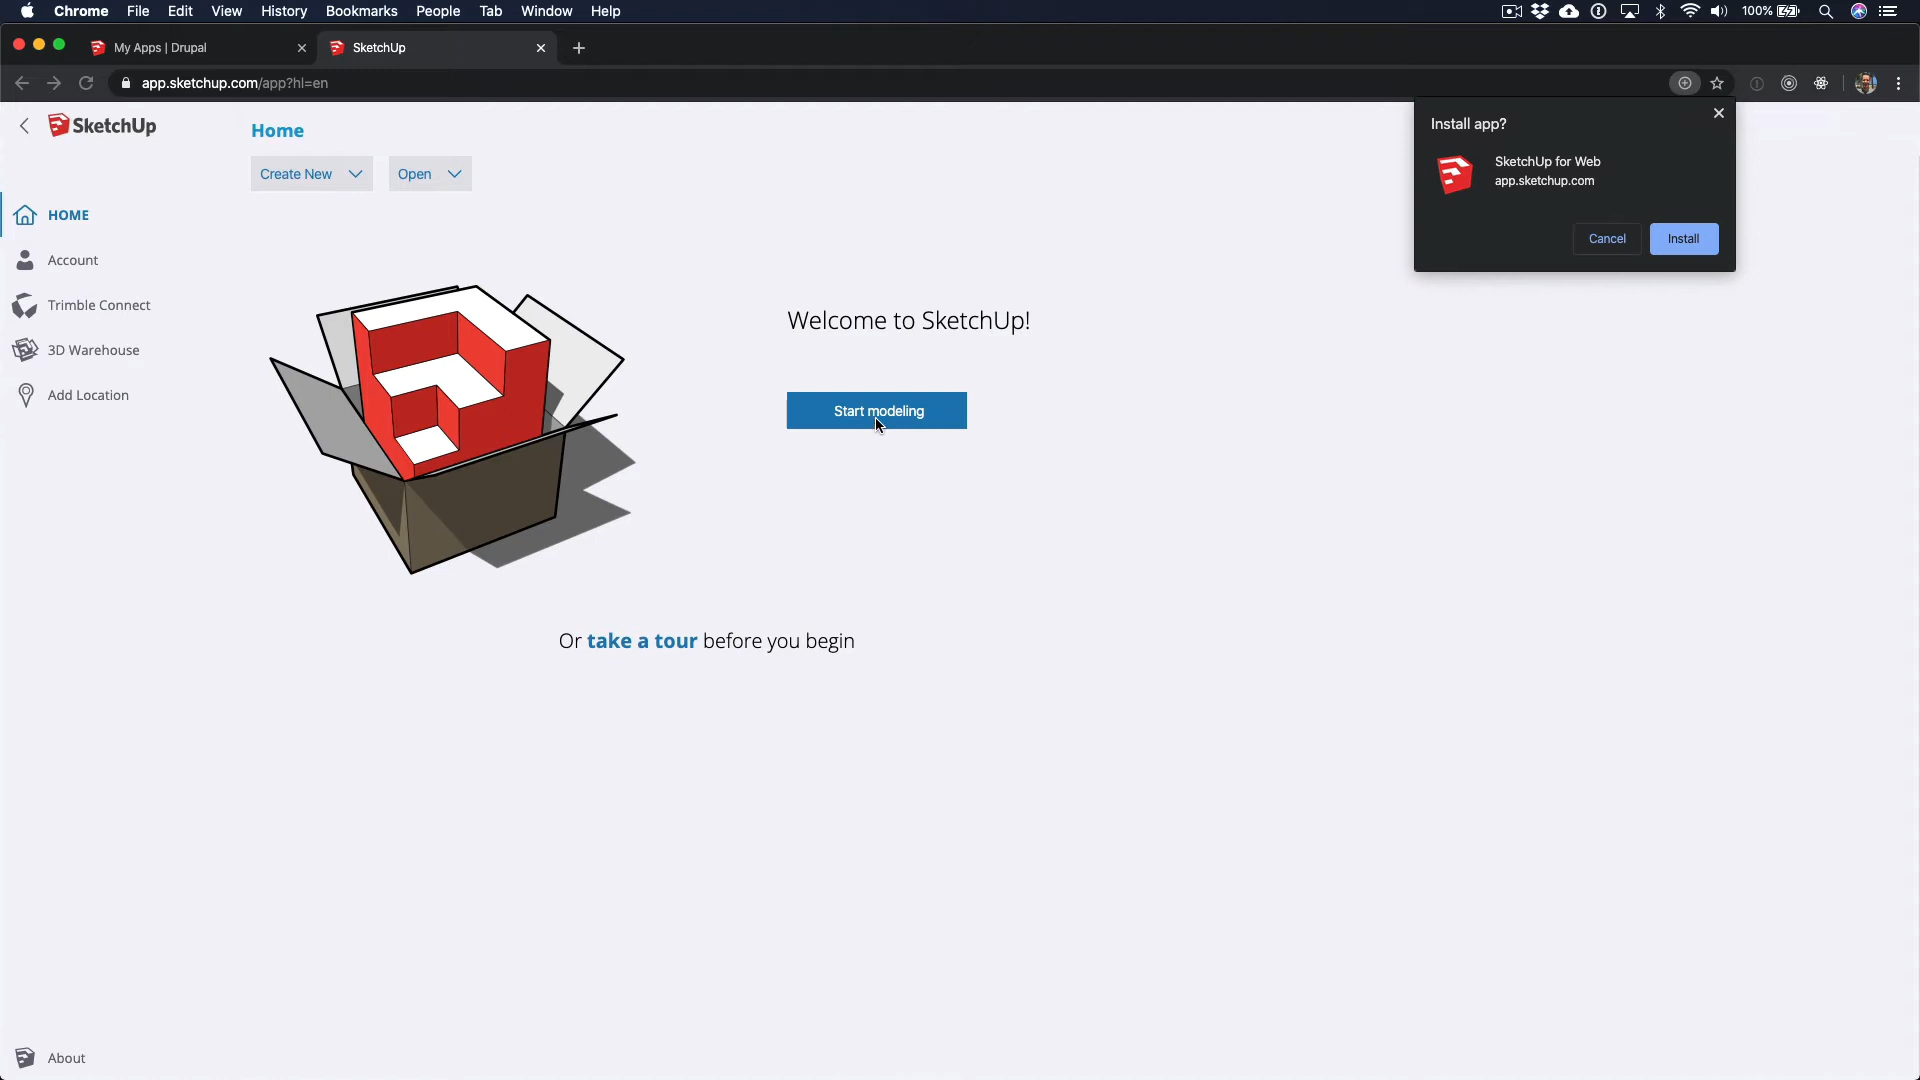 Chrome File Edit View History Bookmarks People Tab Window Help 100%
My Apps | Drupal SketchUp
app.sketchup.com/app?hl=en
SketchUp
Home
Create New Open
HOME
Account
Trimble Connect
3D Warehouse
Add Location
Install app?
SketchUp for Web
app.sketchup.com
Cancel Install
Welcome to SketchUp!
Start modeling
Or take a tour before you begin
About